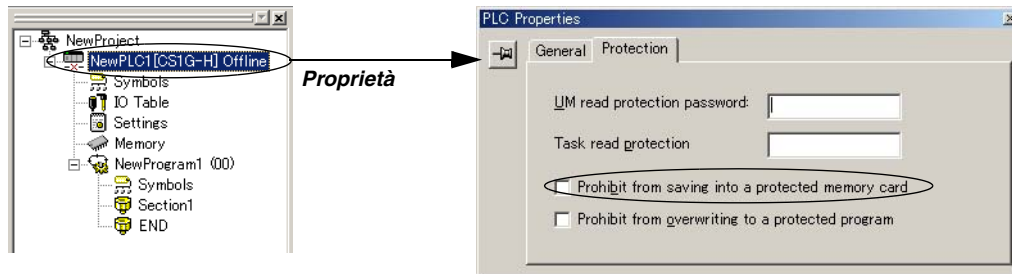 NewProject
NewPLC1[CS1G-H] Offline
Symbols
IO Table
Settings
Memory
NewProgram1 (00)
Symbols
Section1
END
Proprietà
PLC Properties
General Protection
UM read protection password:
Task read protection
Prohibit from saving into a protected memory card
Prohibit from overwriting to a protected program